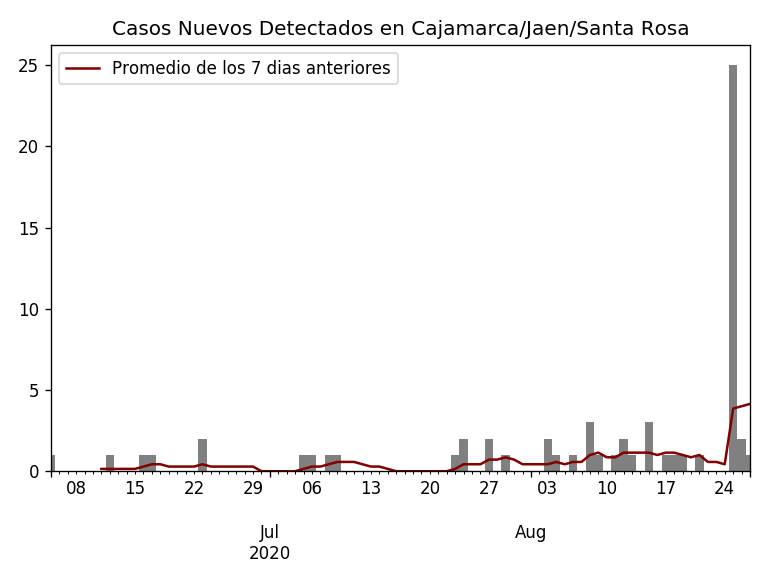 Casos Nuevos Detectados en Cajamarca/Jaen/Santa Rosa
Promedio de los 7 dias anteriores
25
20
15
10
5
0
08 15 22 29 06 13 20 27 03 10 17 24
Jul Aug
2020